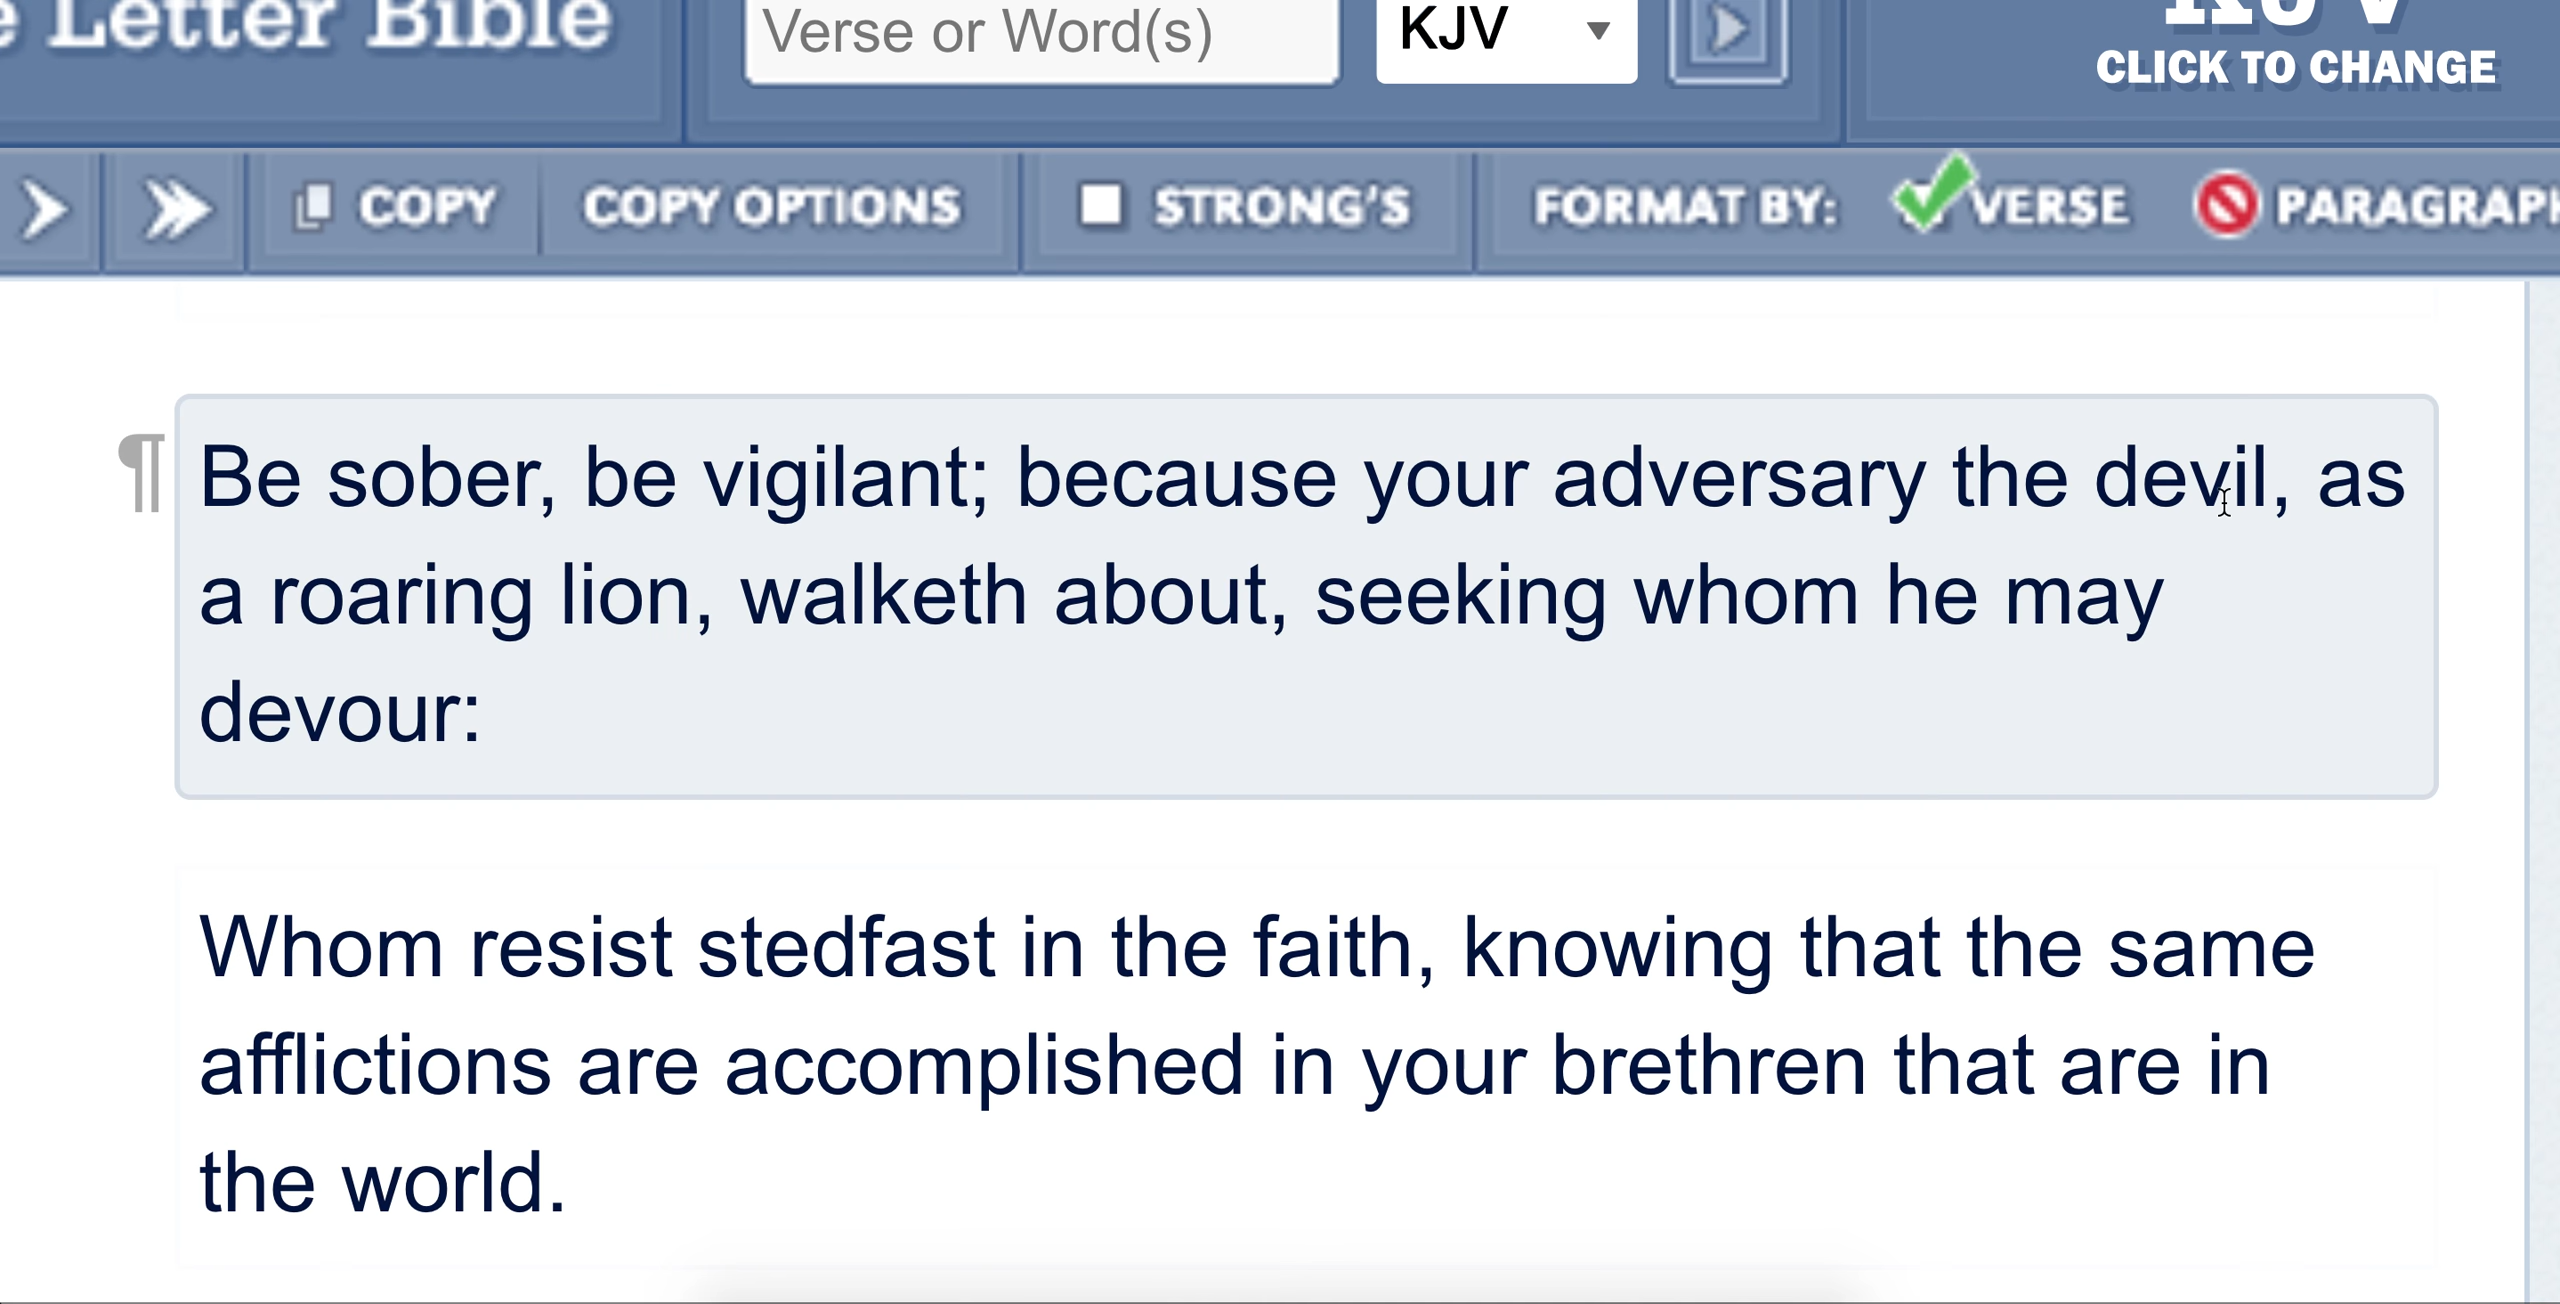 Letter Bible
Verse or Word(s)
KJV
KJV
CLICK TO CHANGE
COPY
COPY OPTIONS
STRONG'S
FORMAT BY:
VERSE
PARAGRAPH
¶
Be sober, be vigilant; because your adversary the devil, as
a roaring lion, walketh about, seeking whom he may
devour:
Whom resist stedfast in the faith, knowing that the same
afflictions are accomplished in your brethren that are in
the world.